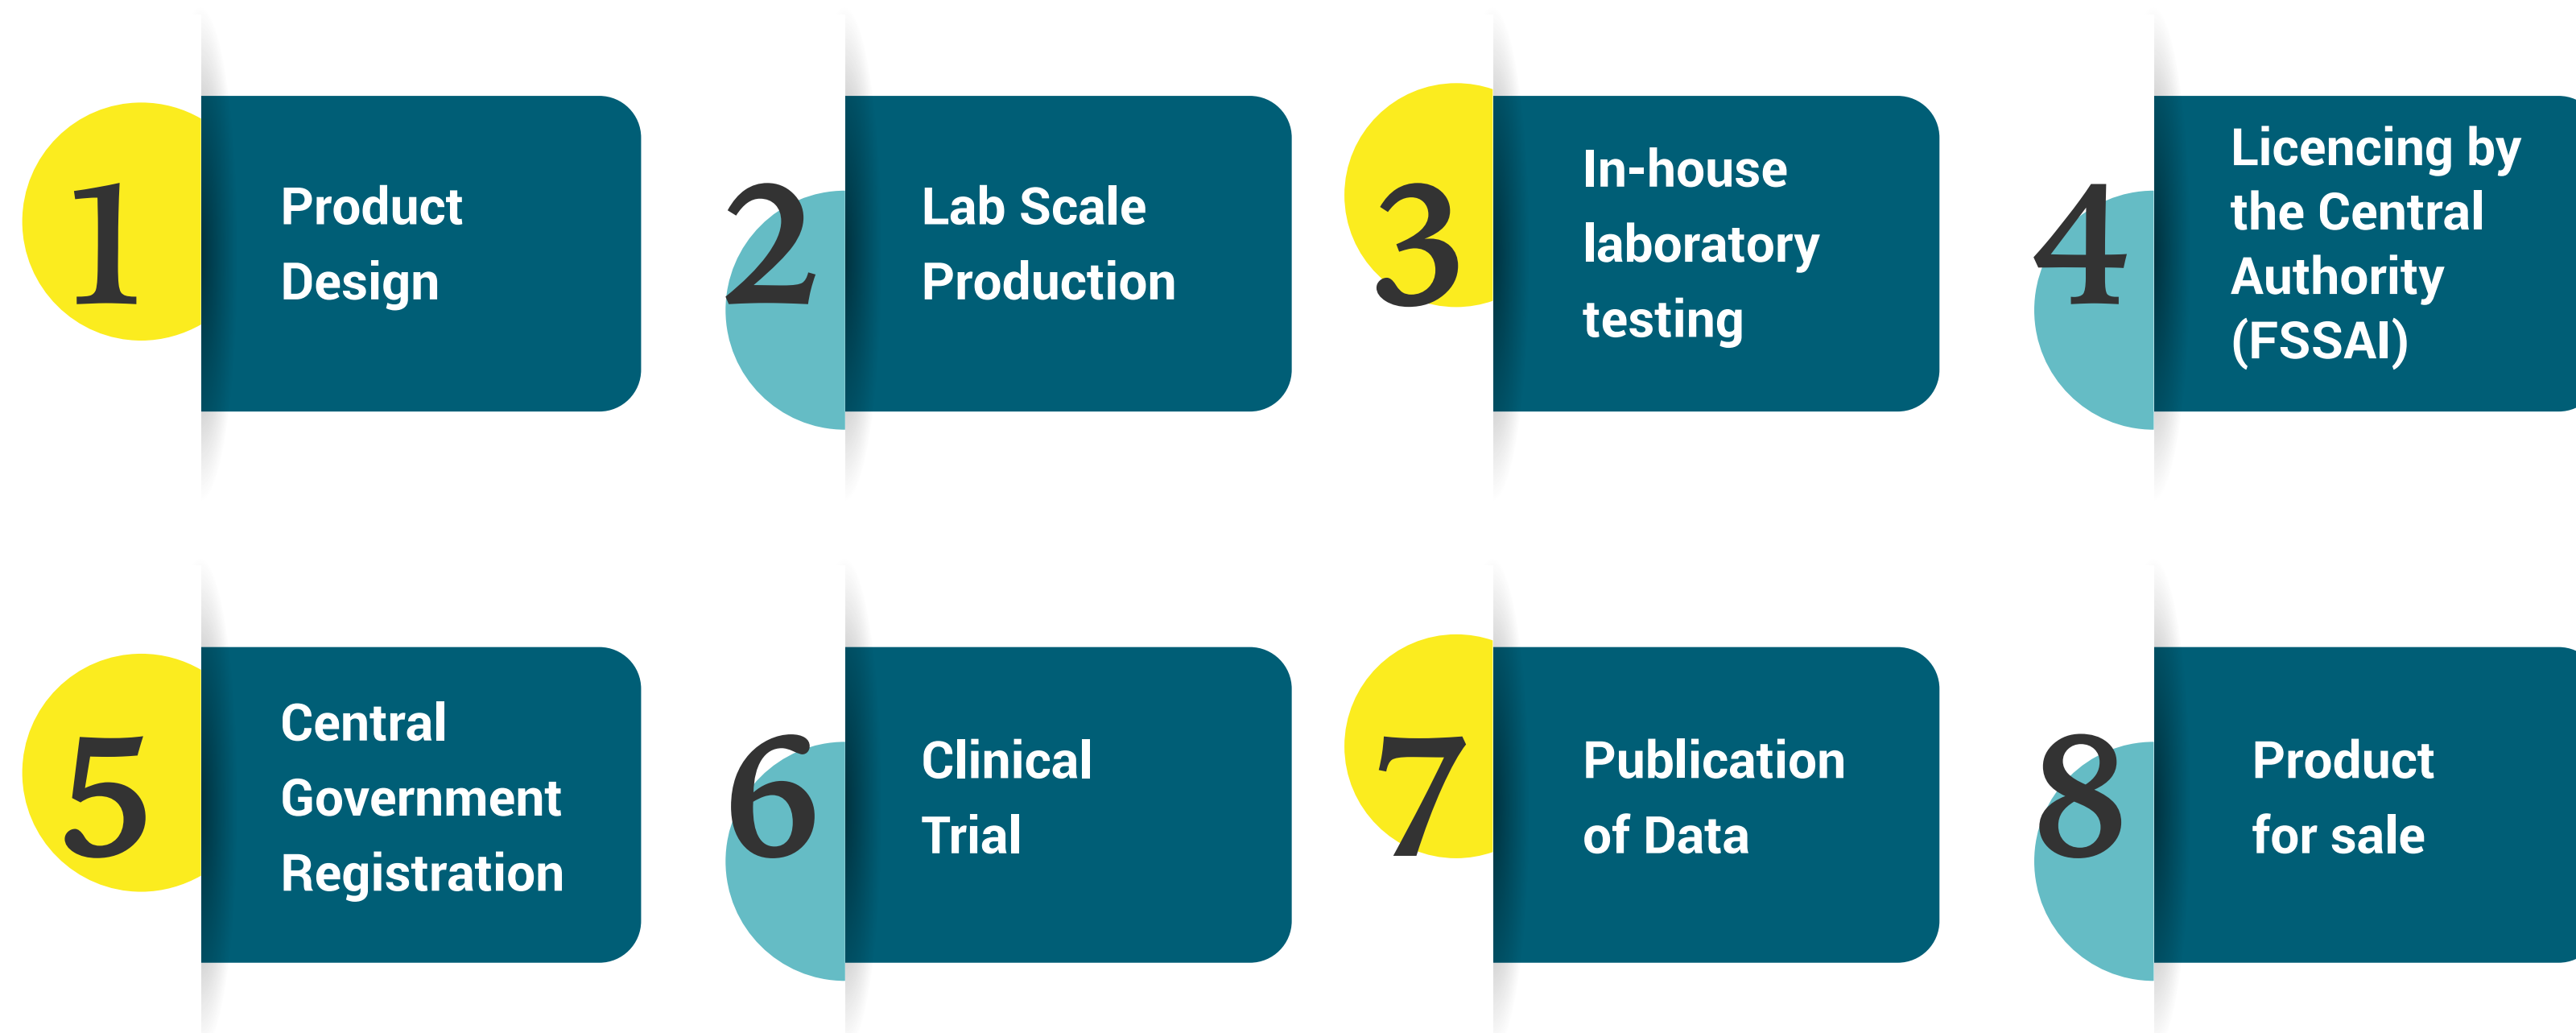 1
Product
Design
2
Lab Scale
Production
3
In-house
laboratory
testing
4
Licencing by
the Central
Authority
(FSSAI)
5
Central
Government
Registration
6
Clinical
Trial
7
Publication
of Data
8
Product
for sale